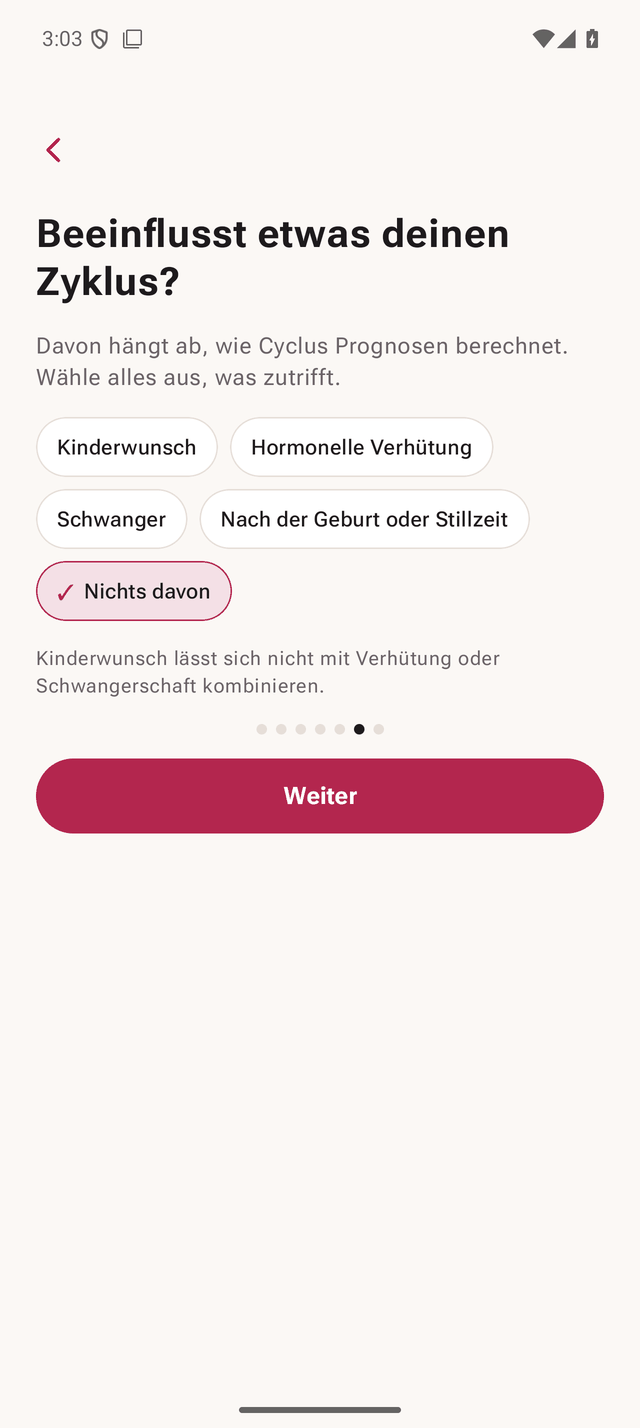 3:03
Beeinflusst etwas deinen
Zyklus?
Davon hängt ab, wie Cyclus Prognosen berechnet.
Wähle alles aus, was zutrifft.
Kinderwunsch
Hormonelle Verhütung
Schwanger
Nach der Geburt oder Stillzeit
✓ Nichts davon
Kinderwunsch lässt sich nicht mit Verhütung oder
Schwangerschaft kombinieren.
Weiter